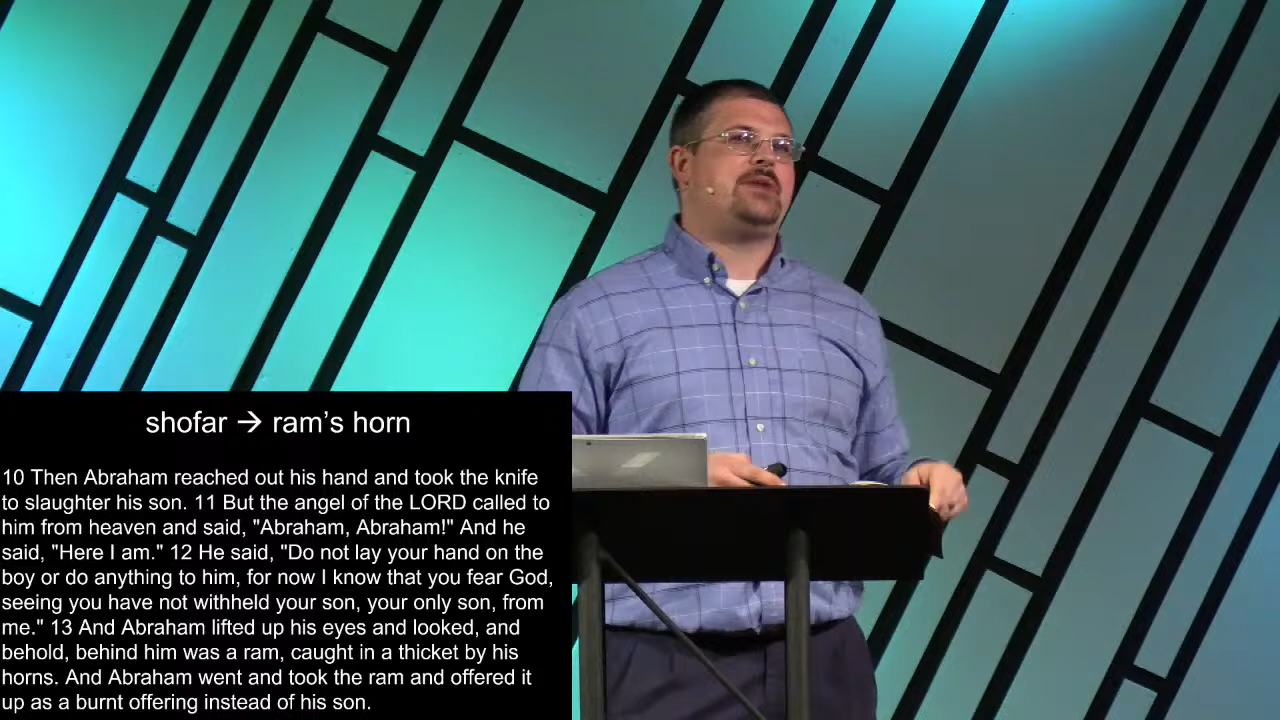 shofar → ram's horn
10 Then Abraham reached out his hand and took the knife
to slaughter his son. 11 But the angel of the LORD called to
him from heaven and said, "Abraham, Abraham!" And he
said, "Here I am." 12 He said, "Do not lay your hand on the
boy or do anything to him, for now I know that you fear God,
seeing you have not withheld your son, your only son, from
me." 13 And Abraham lifted up his eyes and looked, and
behold, behind him was a ram, caught in a thicket by his
horns. And Abraham went and took the ram and offered it
up as a burnt offering instead of his son.